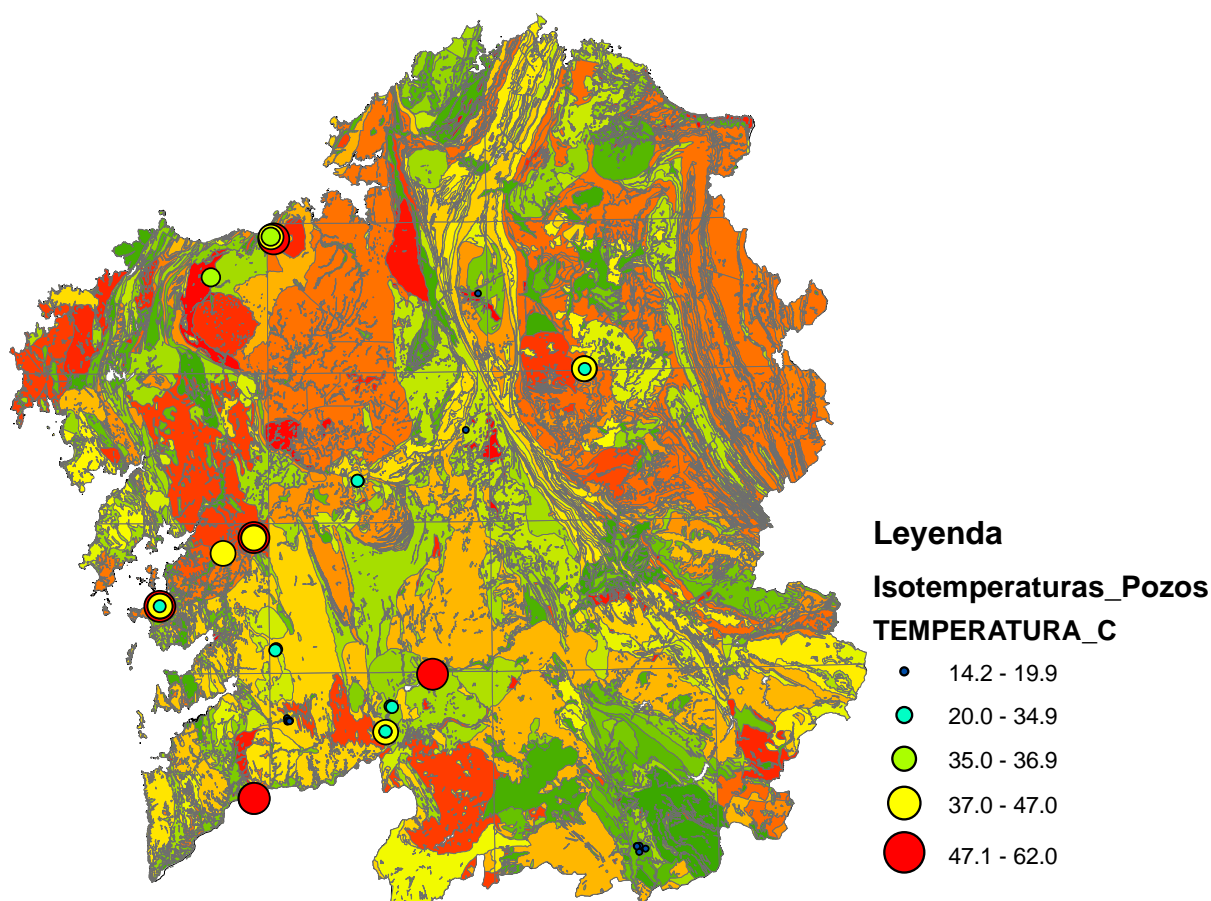 Leyenda
Isotemperaturas_Pozos
TEMPERATURA_C
14.2 - 19.9
20.0 - 34.9
35.0 - 36.9
37.0 - 47.0
47.1 - 62.0